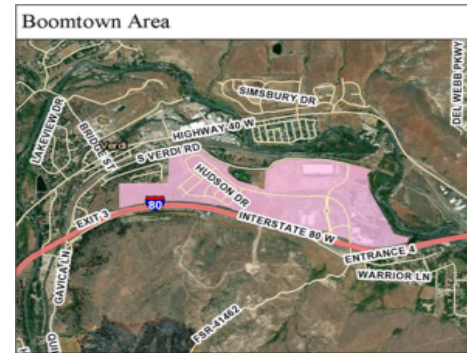 Boomtown Area
DEL WEBB PKWY
SIMSBURY DR
LAKEVIEW DR
BRIDGE ST
HIGHWAY 40 W
Verdi
S VERDI RD
HUDSON DR
80
EXIT 3
INTERSTATE 80 W
ENTRANCE 4
GAVICA LN
WARRIOR LN
FSR-41462
QUI